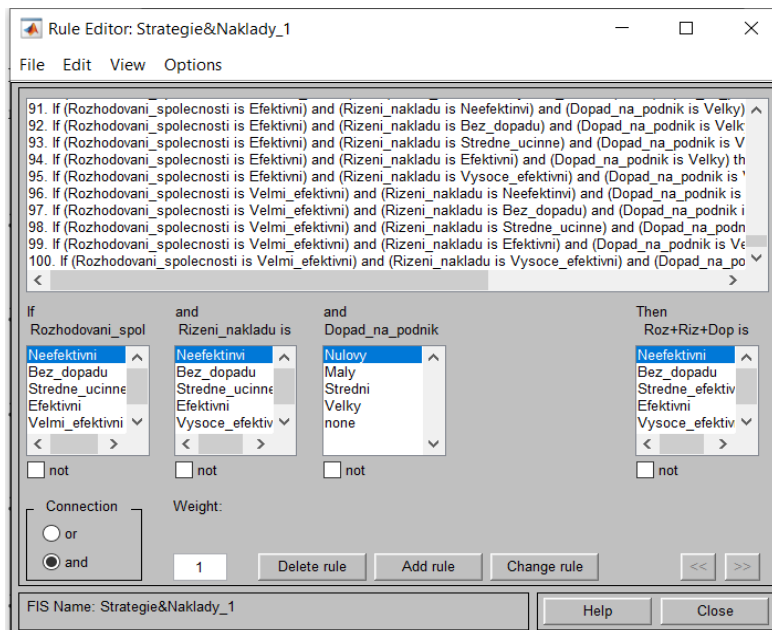 Rule Editor: Strategie&Naklady_1
File Edit View Options
91. If (Rozhodovani_spolecnosti is Efektivni) and (Rizeni_nakladu is Neefektinvi) and (Dopad_na_podnik is Velky)
92. If (Rozhodovani_spolecnosti is Efektivni) and (Rizeni_nakladu is Bez_dopadu) and (Dopad_na_podnik is Velk
93. If (Rozhodovani_spolecnosti is Efektivni) and (Rizeni_nakladu is Stredne_ucinne) and (Dopad_na_podnik is V
94. If (Rozhodovani_spolecnosti is Efektivni) and (Rizeni_nakladu is Efektivni) and (Dopad_na_podnik is Velky) th
95. If (Rozhodovani_spolecnosti is Efektivni) and (Rizeni_nakladu is Vysoce_efektivni) and (Dopad_na_podnik is
96. If (Rozhodovani_spolecnosti is Velmi_efektivni) and (Rizeni_nakladu is Neefektinvi) and (Dopad_na_podnik is
97. If (Rozhodovani_spolecnosti is Velmi_efektivni) and (Rizeni_nakladu is Bez_dopadu) and (Dopad_na_podnik i
98. If (Rozhodovani_spolecnosti is Velmi_efektivni) and (Rizeni_nakladu is Stredne_ucinne) and (Dopad_na_podn
99. If (Rozhodovani_spolecnosti is Velmi_efektivni) and (Rizeni_nakladu is Efektivni) and (Dopad_na_podnik is Ve
100. If (Rozhodovani_spolecnosti is Velmi_efektivni) and (Rizeni_nakladu is Vysoce_efektivni) and (Dopad_na_po
If and and Then
Rozhodovani_spol Rizeni_nakladu is Dopad_na_podnik Roz+Riz+Dop is
Neefektivni Neefektinvi Nulovy Neefektivni
Bez_dopadu Bez_dopadu Maly Bez_dopadu
Stredne_ucinne Stredne_ucinne Stredni Stredne_efektiv
Efektivni Efektivni Velky Efektivni
Velmi_efektivni Vysoce_efektiv none Vysoce_efektiv
not not not not
Connection Weight:
or
and 1 Delete rule Add rule Change rule << >>
FIS Name: Strategie&Naklady_1 Help Close